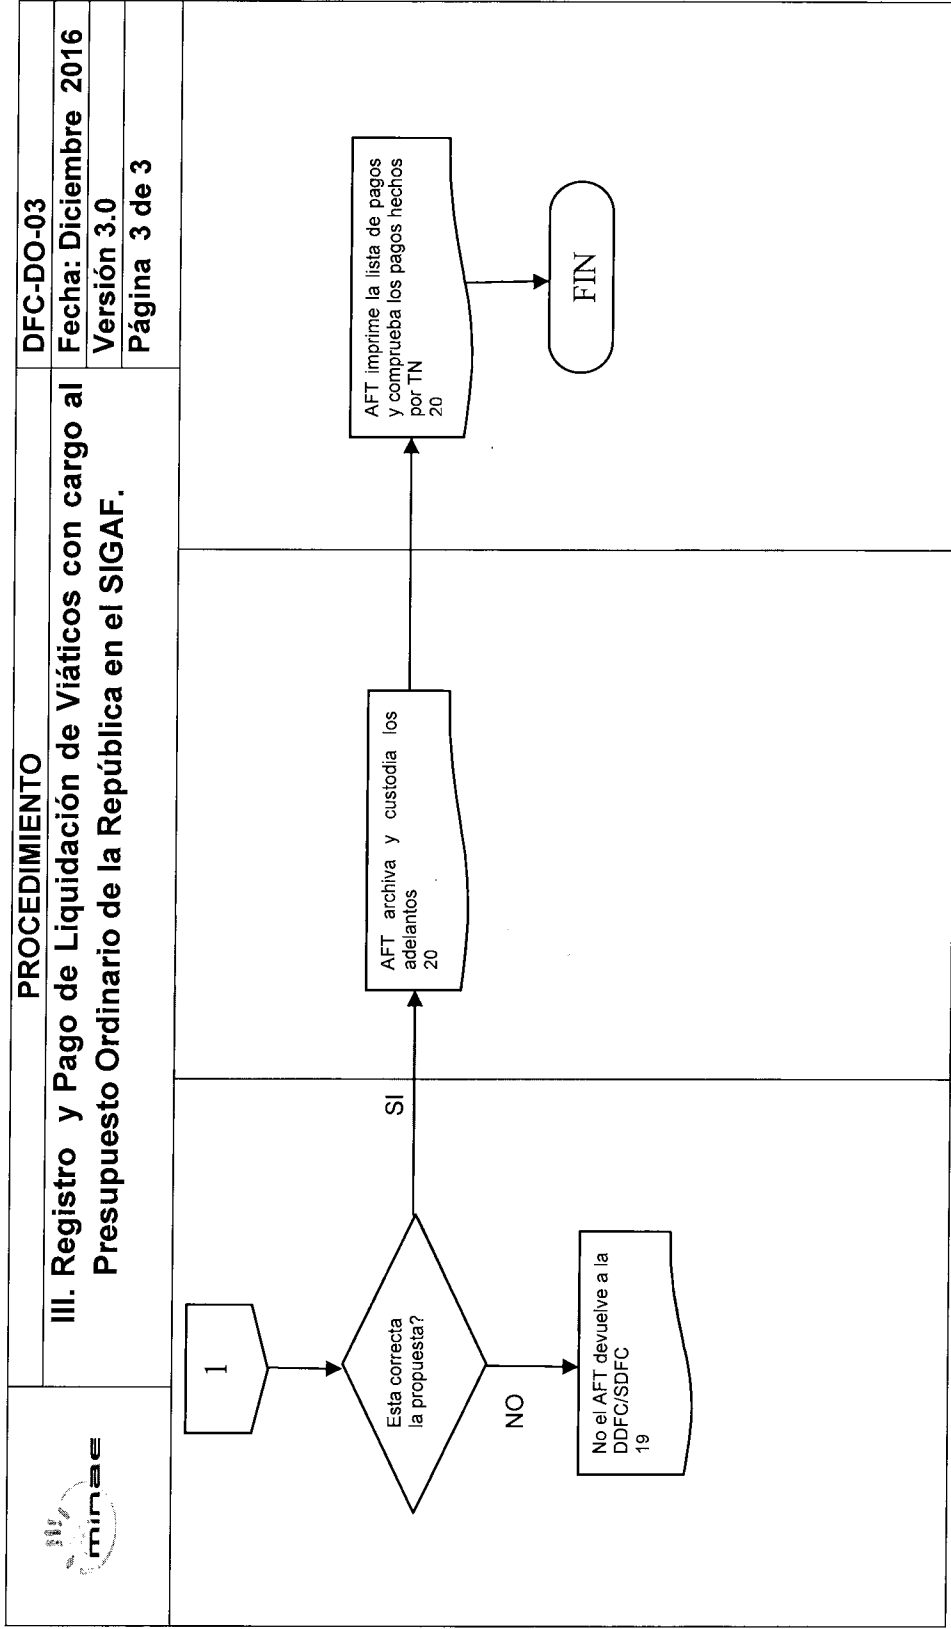 minae
PROCEDIMIENTO
III. Registro y Pago de Liquidación de Viáticos con cargo al
Presupuesto Ordinario de la República en el SIGAF.
DFC-DO-03
Fecha: Diciembre 2016
Versión 3.0
Página 3 de 3
1
Esta correcta
la propuesta?
SI
NO
No el AFT devuelve a la
DDFC/SDFC
19
AFT archiva y custodia los
adelantos
20
AFT imprime la lista de pagos
y comprueba los pagos hechos
por TN
20
FIN